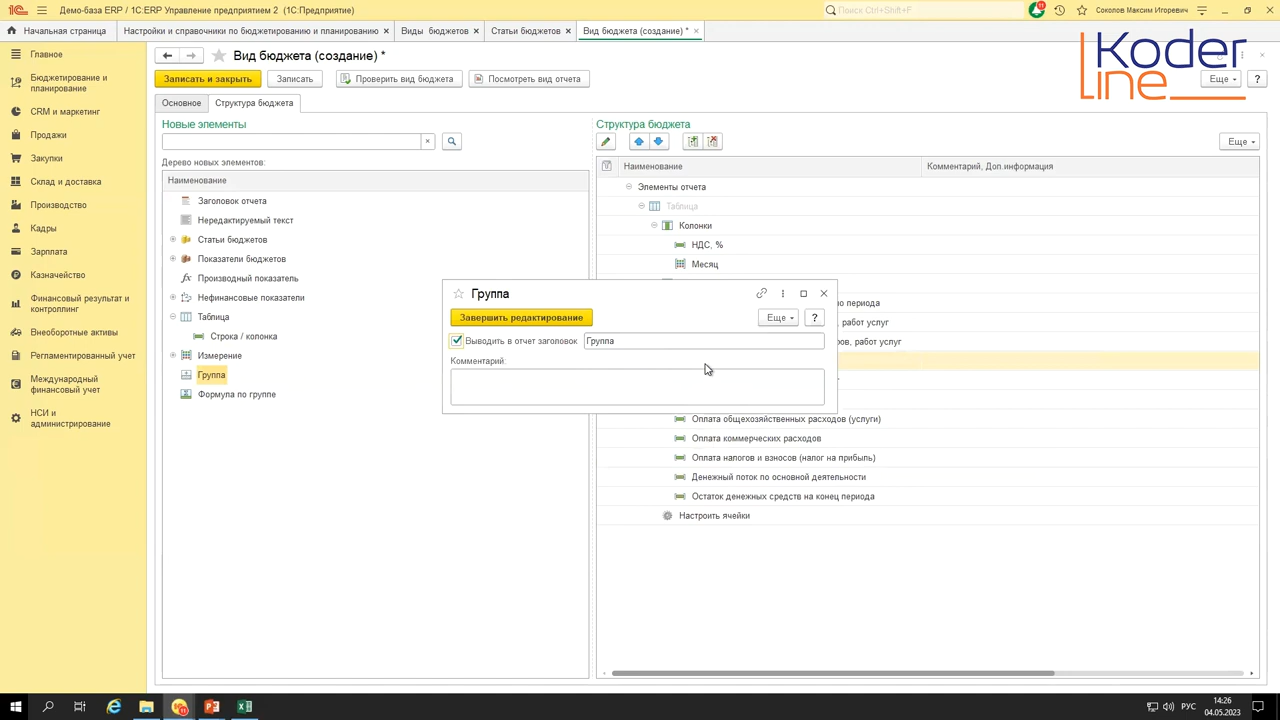 Демо-база ERP / 1С:ERP Управление предприятием 2 (1С:Предприятие)
Поиск Ctrl+Shift+F
11
Соколов Максим Игоревич
Начальная страница
Настройки и справочники по бюджетированию и планированию ×
Виды бюджетов ×
Статьи бюджетов ×
Вид бюджета (создание) * ×
Koder
line
Главное
Бюджетирование и
планирование
CRM и маркетинг
Продажи
Закупки
Склад и доставка
Производство
Кадры
Зарплата
Казначейство
Финансовый результат и
контроллинг
Внеоборотные активы
Регламентированный учет
Международный
финансовый учет
НСИ и
администрирование
Вид бюджета (создание) *
Записать и закрыть
Записать
Проверить вид бюджета
Посмотреть вид отчета
Еще
?
Основное
Структура бюджета
Новые элементы
Дерево новых элементов:
Наименование
Заголовок отчета
Нередактируемый текст
Статьи бюджетов
Показатели бюджетов
Производный показатель
Нефинансовые показатели
Таблица
Строка / колонка
Измерение
Группа
Формула по группе
Структура бюджета
Еще
Наименование
Комментарий, Доп.информация
Элементы отчета
Таблица
Колонки
НДС, %
Месяц
о периода
работ услуг
ов, работ услуг
Оплата общехозяйственных расходов (услуги)
Оплата коммерческих расходов
Оплата налогов и взносов (налог на прибыль)
Денежный поток по основной деятельности
Остаток денежных средств на конец периода
Настроить ячейки
Группа
Завершить редактирование
Еще
?
Выводить в отчет заголовок
Группа
Комментарий:
РУС
14:26
04.05.2023